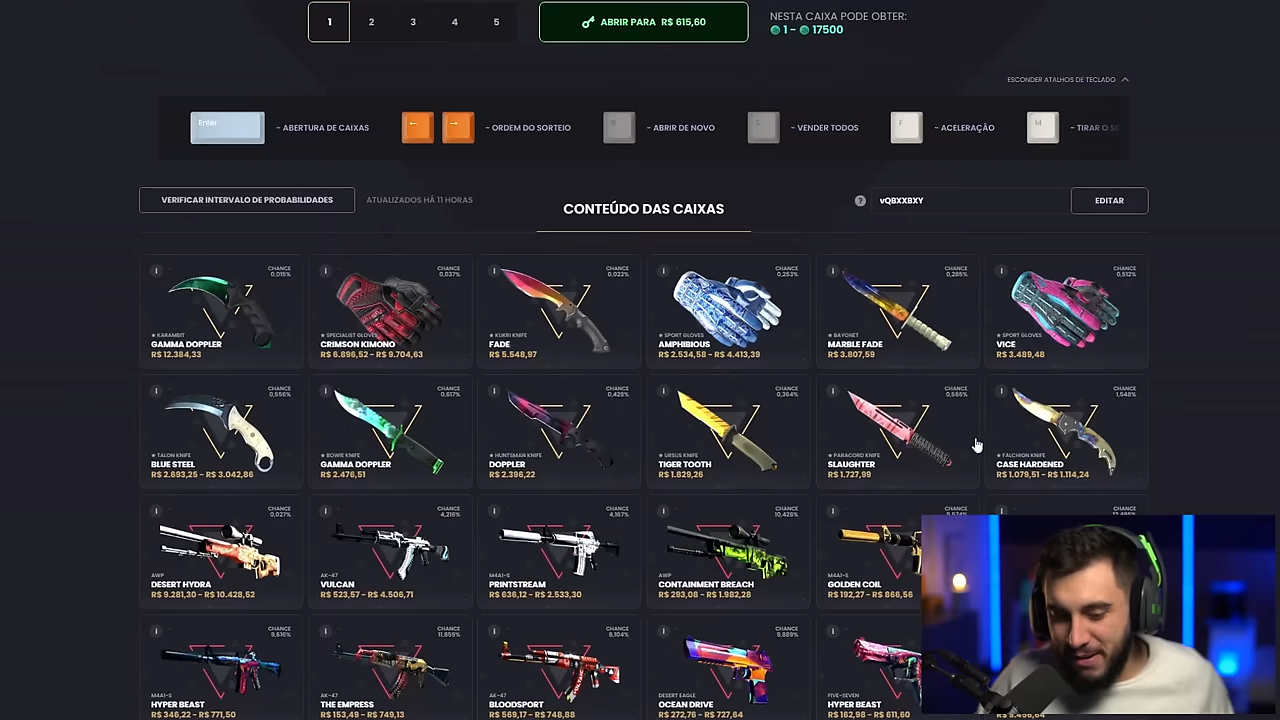 1 2 3 4 5
ABRIR PARA R$ 615,60
NESTA CAIXA PODE OBTER:
1 - 17500
ESCONDER ATALHOS DE TECLADO
Enter - ABERTURA DE CAIXAS ← → - ORDEM DO SORTEIO - ABRIR DE NOVO - VENDER TODOS F - ACELERAÇÃO M - TIRAR O
VERIFICAR INTERVALO DE PROBABILIDADES ATUALIZADOS HÁ 11 HORAS CONTEÚDO DAS CAIXAS ? vQBXXBXY EDITAR
CHANCE
0,015%
★ KARAMBIT
GAMMA DOPPLER
R$ 12.384,33
CHANCE
0,037%
★ SPECIALIST GLOVES
CRIMSON KIMONO
R$ 6.896,52 - R$ 9.704,63
CHANCE
0,023%
★ KUKRI KNIFE
FADE
R$ 5.548,97
CHANCE
0,253%
★ SPORT GLOVES
AMPHIBIOUS
R$ 2.534,58 - R$ 4.413,39
CHANCE
0,285%
★ BAYONET
MARBLE FADE
R$ 3.807,59
CHANCE
0,512%
★ SPORT GLOVES
VICE
R$ 3.489,48
CHANCE
0,556%
★ TALON KNIFE
BLUE STEEL
R$ 2.693,25 - R$ 3.042,86
CHANCE
0,617%
★ BOWIE KNIFE
GAMMA DOPPLER
R$ 2.476,51
CHANCE
0,429%
★ HUNTSMAN KNIFE
DOPPLER
R$ 2.396,22
CHANCE
0,364%
★ URSUS KNIFE
TIGER TOOTH
R$ 1.829,26
CHANCE
0,556%
★ PARACORD KNIFE
SLAUGHTER
R$ 1.727,99
CHANCE
1,548%
★ FALCHION KNIFE
CASE HARDENED
R$ 1.079,51 - R$ 1.114,24
CHANCE
0,027%
AWP
DESERT HYDRA
R$ 9.281,30 - R$ 10.428,52
CHANCE
4,216%
AK-47
VULCAN
R$ 523,57 - R$ 4.506,71
CHANCE
4,167%
M4A1-S
PRINTSTREAM
R$ 636,12 - R$ 2.533,30
CHANCE
10,429%
AWP
CONTAINMENT BREACH
R$ 293,08 - R$ 1.982,28
CHANCE
M4A1-S
GOLDEN COIL
R$ 192,27 - R$ 866,56
CHANCE
CHANCE
9,616%
M4A1-S
HYPER BEAST
R$ 346,22 - R$ 771,50
CHANCE
11,859%
AK-47
THE EMPRESS
R$ 153,49 - R$ 749,13
CHANCE
8,104%
AK-47
BLOODSPORT
R$ 569,17 - R$ 748,88
CHANCE
9,889%
DESERT EAGLE
OCEAN DRIVE
R$ 272,76 - R$ 727,64
FIVE-SEVEN
HYPER BEAST
R$ 162,98 - R$ 611,60